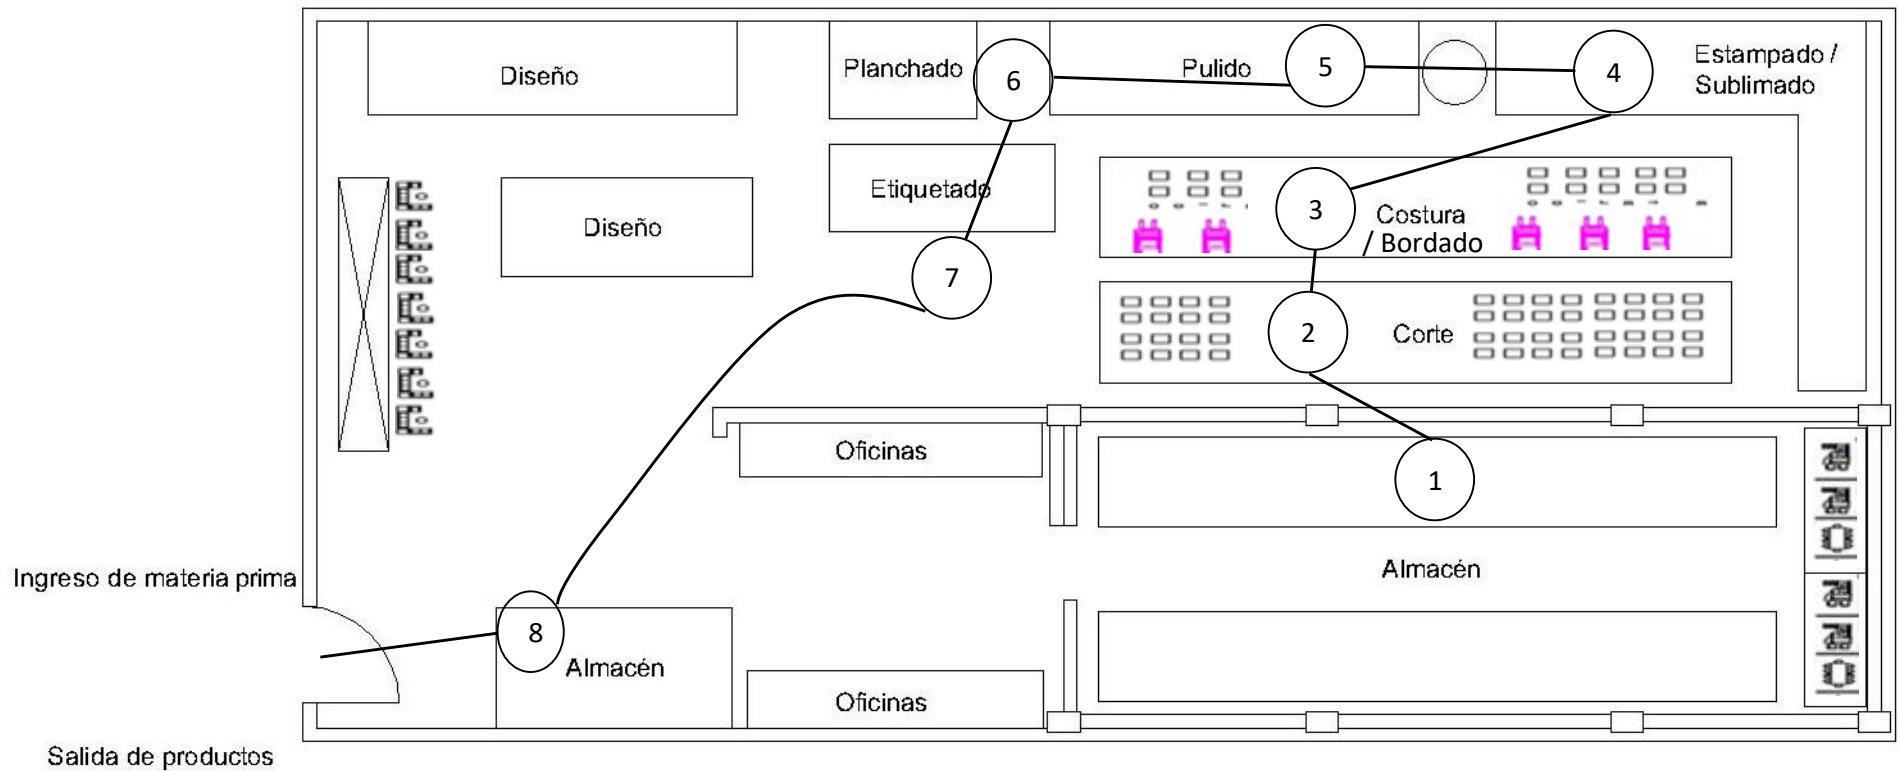 Diseño
Planchado
6
Pulido
5
4
Estampado /
Sublimado
Etiquetado
Diseño
3
Costura
/ Bordado
7
2
Corte
Oficinas
1
Almacén
Ingreso de materia prima
8
Almacén
Oficinas
Salida de productos